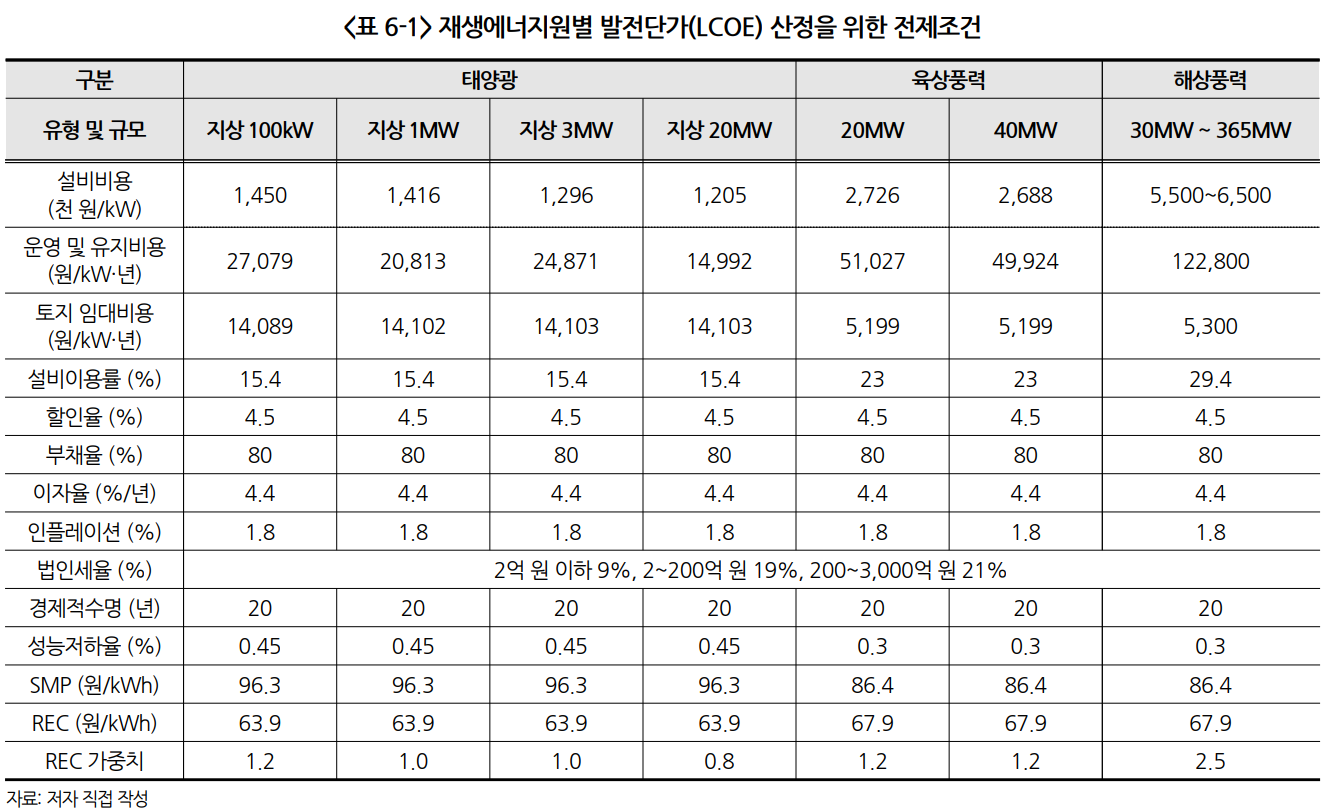 <표 6-1> 재생에너지원별 발전단가(LCOE) 산정을 위한 전제조건
구분 태양광 육상풍력 해상풍력
유형 및 규모 지상 100kW 지상 1MW 지상 3MW 지상 20MW 20MW 40MW 30MW ~ 365MW
설비비용
(천 원/kW) 1,450 1,416 1,296 1,205 2,726 2,688 5,500~6,500
운영 및 유지비용
(원/kW·년) 27,079 20,813 24,871 14,992 51,027 49,924 122,800
토지 임대비용
(원/kW·년) 14,089 14,102 14,103 14,103 5,199 5,199 5,300
설비이용률 (%) 15.4 15.4 15.4 15.4 23 23 29.4
할인율 (%) 4.5 4.5 4.5 4.5 4.5 4.5 4.5
부채율 (%) 80 80 80 80 80 80 80
이자율 (%/년) 4.4 4.4 4.4 4.4 4.4 4.4 4.4
인플레이션 (%) 1.8 1.8 1.8 1.8 1.8 1.8 1.8
법인세율 (%) 2억 원 이하 9%, 2~200억 원 19%, 200~3,000억 원 21%
경제적수명 (년) 20 20 20 20 20 20 20
성능저하율 (%) 0.45 0.45 0.45 0.45 0.3 0.3 0.3
SMP (원/kWh) 96.3 96.3 96.3 96.3 86.4 86.4 86.4
REC (원/kWh) 63.9 63.9 63.9 63.9 67.9 67.9 67.9
REC 가중치 1.2 1.0 1.0 0.8 1.2 1.2 2.5
자료: 저자 직접 작성